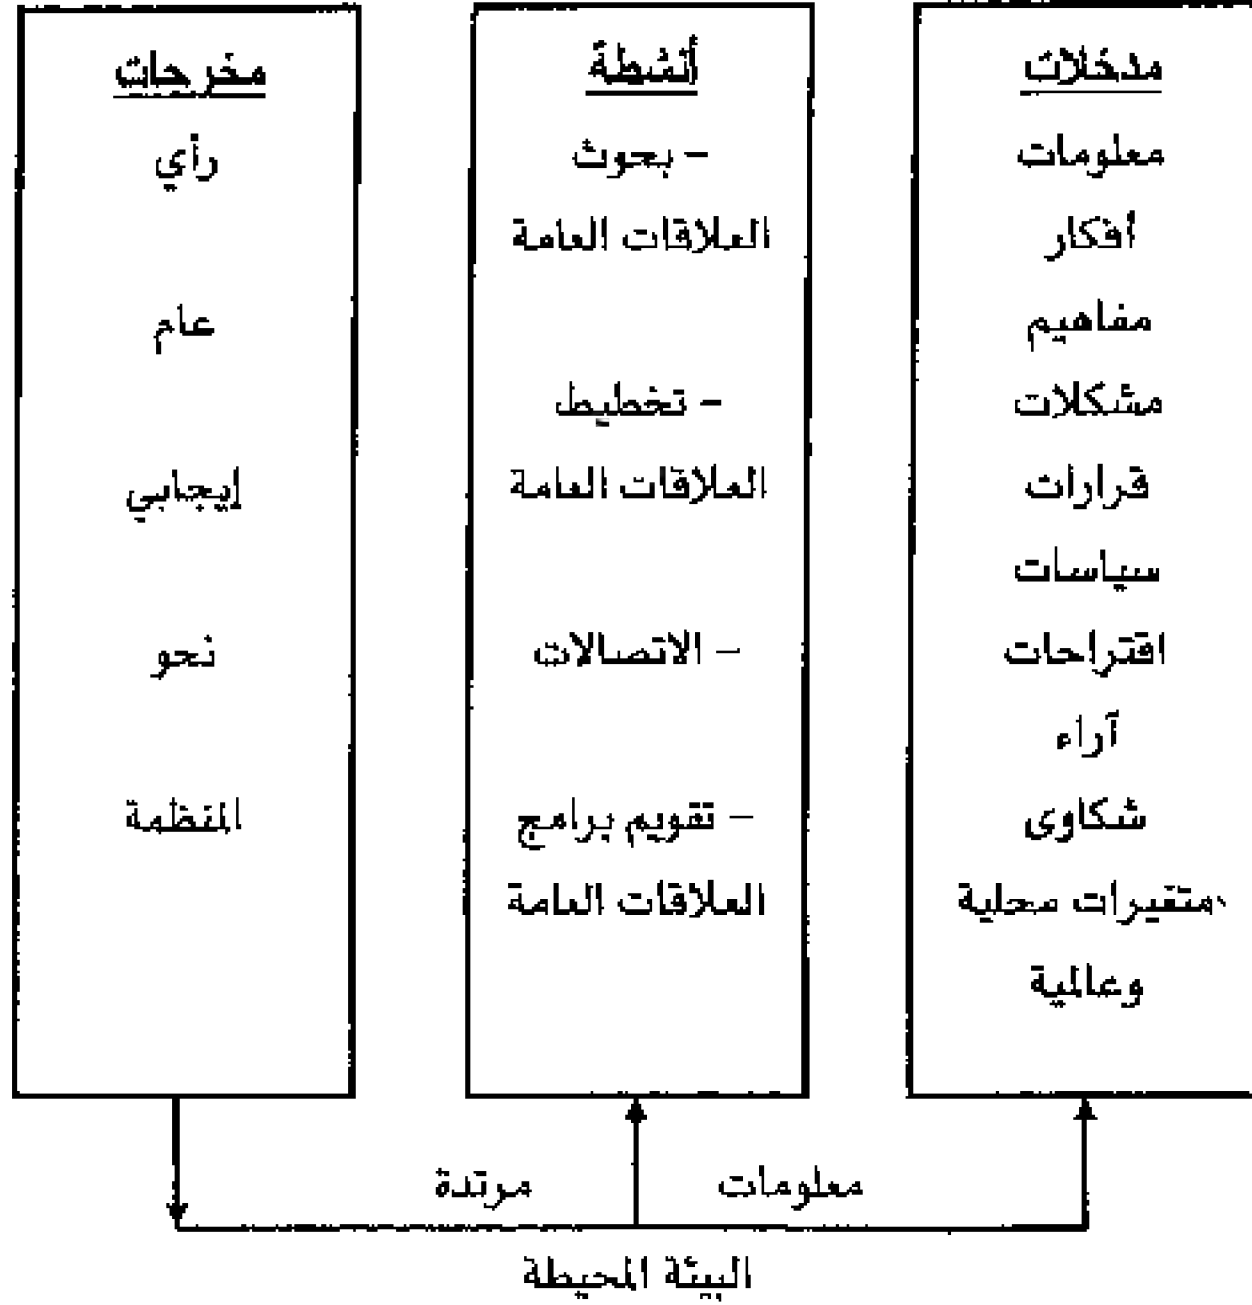 مدخلات
معلومات
أفكار
مفاهيم
مشكلات
قرارات
سياسات
اقتراحات
آراء
شكاوى
متغيرات محلية
وعالمية
أنشطة
- بحوث
العلاقات العامة
- تخطيط
العلاقات العامة
- الاتصالات
- تقويم برامج
العلاقات العامة
مخرجات
رأي
عام
إيجابي
نحو
المنظمة
معلومات مرتدة
البيئة المحيطة